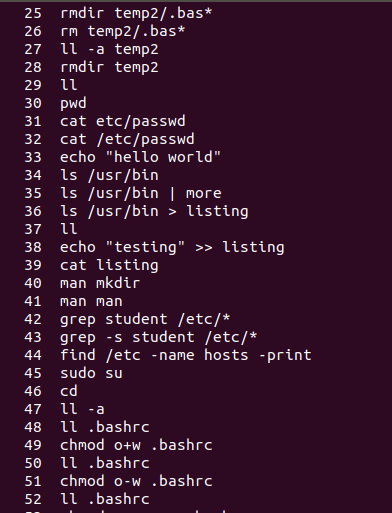 25 rmdir temp2/.bas*
26 rm temp2/.bas*
27 ll -a temp2
28 rmdir temp2
29 ll
30 pwd
31 cat etc/passwd
32 cat /etc/passwd
33 echo "hello world"
34 ls /usr/bin
35 ls /usr/bin | more
36 ls /usr/bin > listing
37 ll
38 echo "testing" >> listing
39 cat listing
40 man mkdir
41 man man
42 grep student /etc/*
43 grep -s student /etc/*
44 find /etc -name hosts -print
45 sudo su
46 cd
47 ll -a
48 ll .bashrc
49 chmod o+w .bashrc
50 ll .bashrc
51 chmod o-w .bashrc
52 ll .bashrc